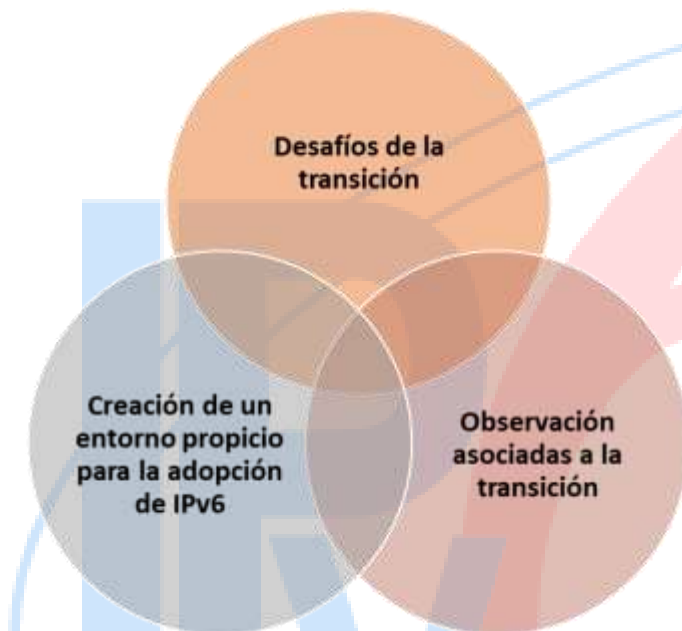 Desafíos de la
transición
Creación de un
entorno propicio
para la adopción
de IPv6
Observación
asociadas a la
transición